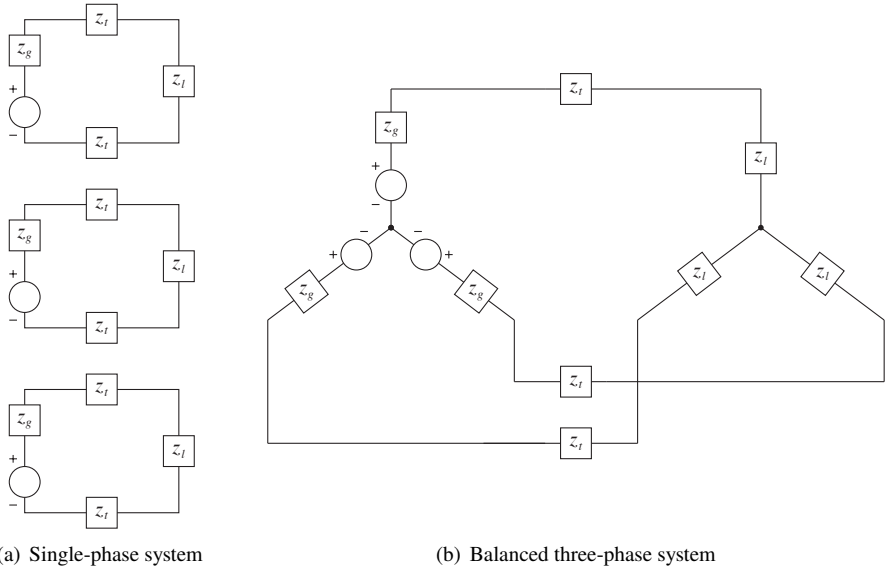 z_t
z_g
z_l
+
−
z_t
z_t
z_g
z_l
+
−
z_t
z_t
z_g
z_l
+
−
z_t
z_t
z_g
z_l
+
−
− −
+ +
z_g z_g
z_l z_l
z_t
z_t
a) Single-phase system
(b) Balanced three-phase system